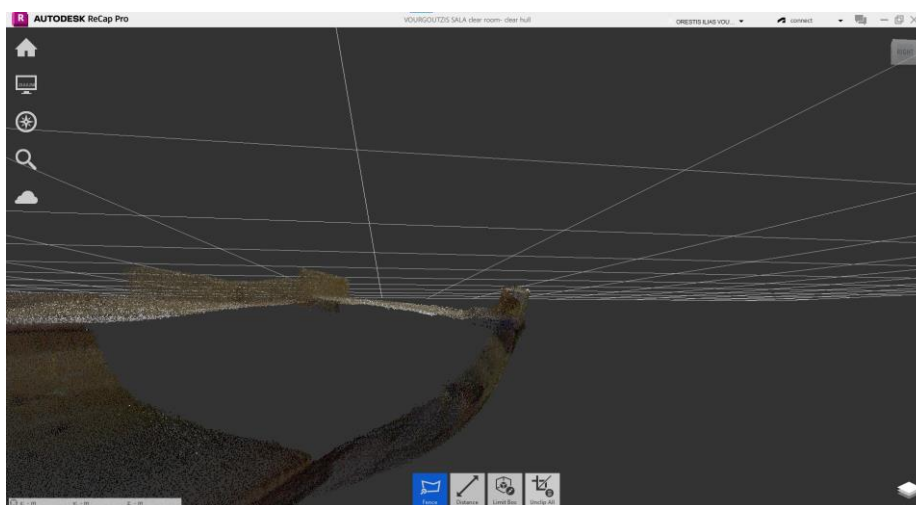 R AUTODESK ReCap Pro
VOURGOUTZIS SALA clear room- clear hull
ORESTIS ILIAS VOU...
connect
RIGHT
Fence
Distance
Limit Box
Unclip All